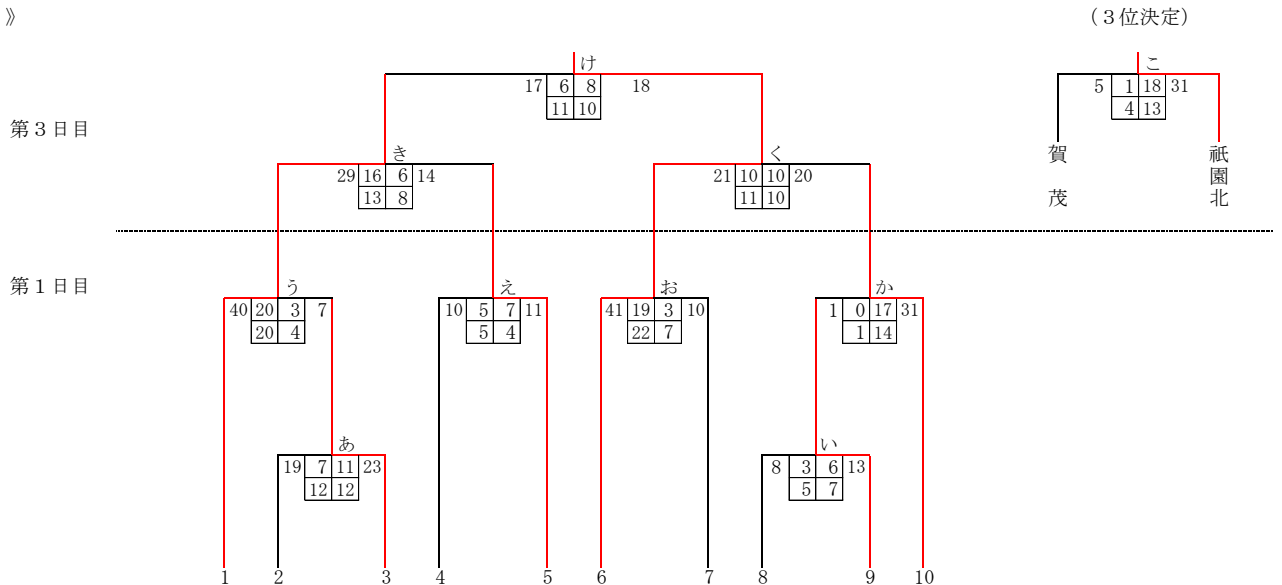 》
（３位決定）
け
17 6 8 18
11 10
こ
5 1 18 31
4 13
第３日目
賀茂
祇園北
き
29 16 6 14
13 8
く
21 10 10 20
11 10
第１日目
う
40 20 3 7
20 4
え
10 5 7 11
5 4
お
41 19 3 10
22 7
か
1 0 17 31
1 14
あ
19 7 11 23
12 12
い
8 3 6 13
5 7
1 2 3 4 5 6 7 8 9 10